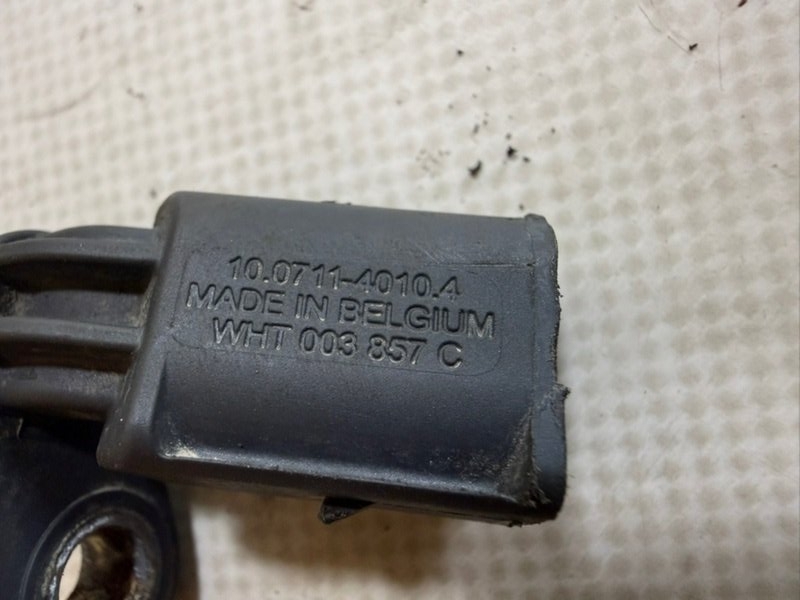 10.0711-4010.4
MADE IN BELGIUM
WHT 003 857 C